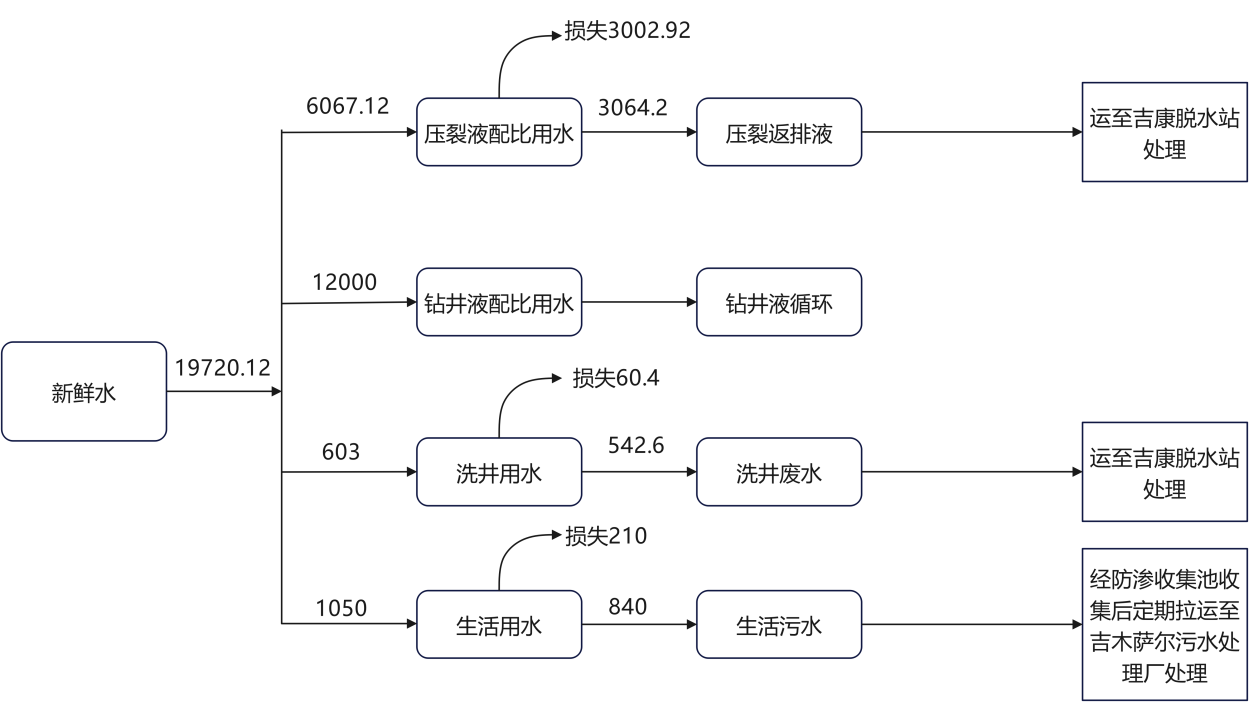 损失3002.92
6067.12
压裂液配比用水
3064.2
压裂返排液
运至吉康脱水站
处理
12000
钻井液配比用水
钻井液循环
新鲜水
19720.12
损失60.4
603
洗井用水
542.6
洗井废水
运至吉康脱水站
处理
损失210
1050
生活用水
840
生活污水
经防渗收集池收
集后定期拉运至
吉木萨尔污水处
理厂处理